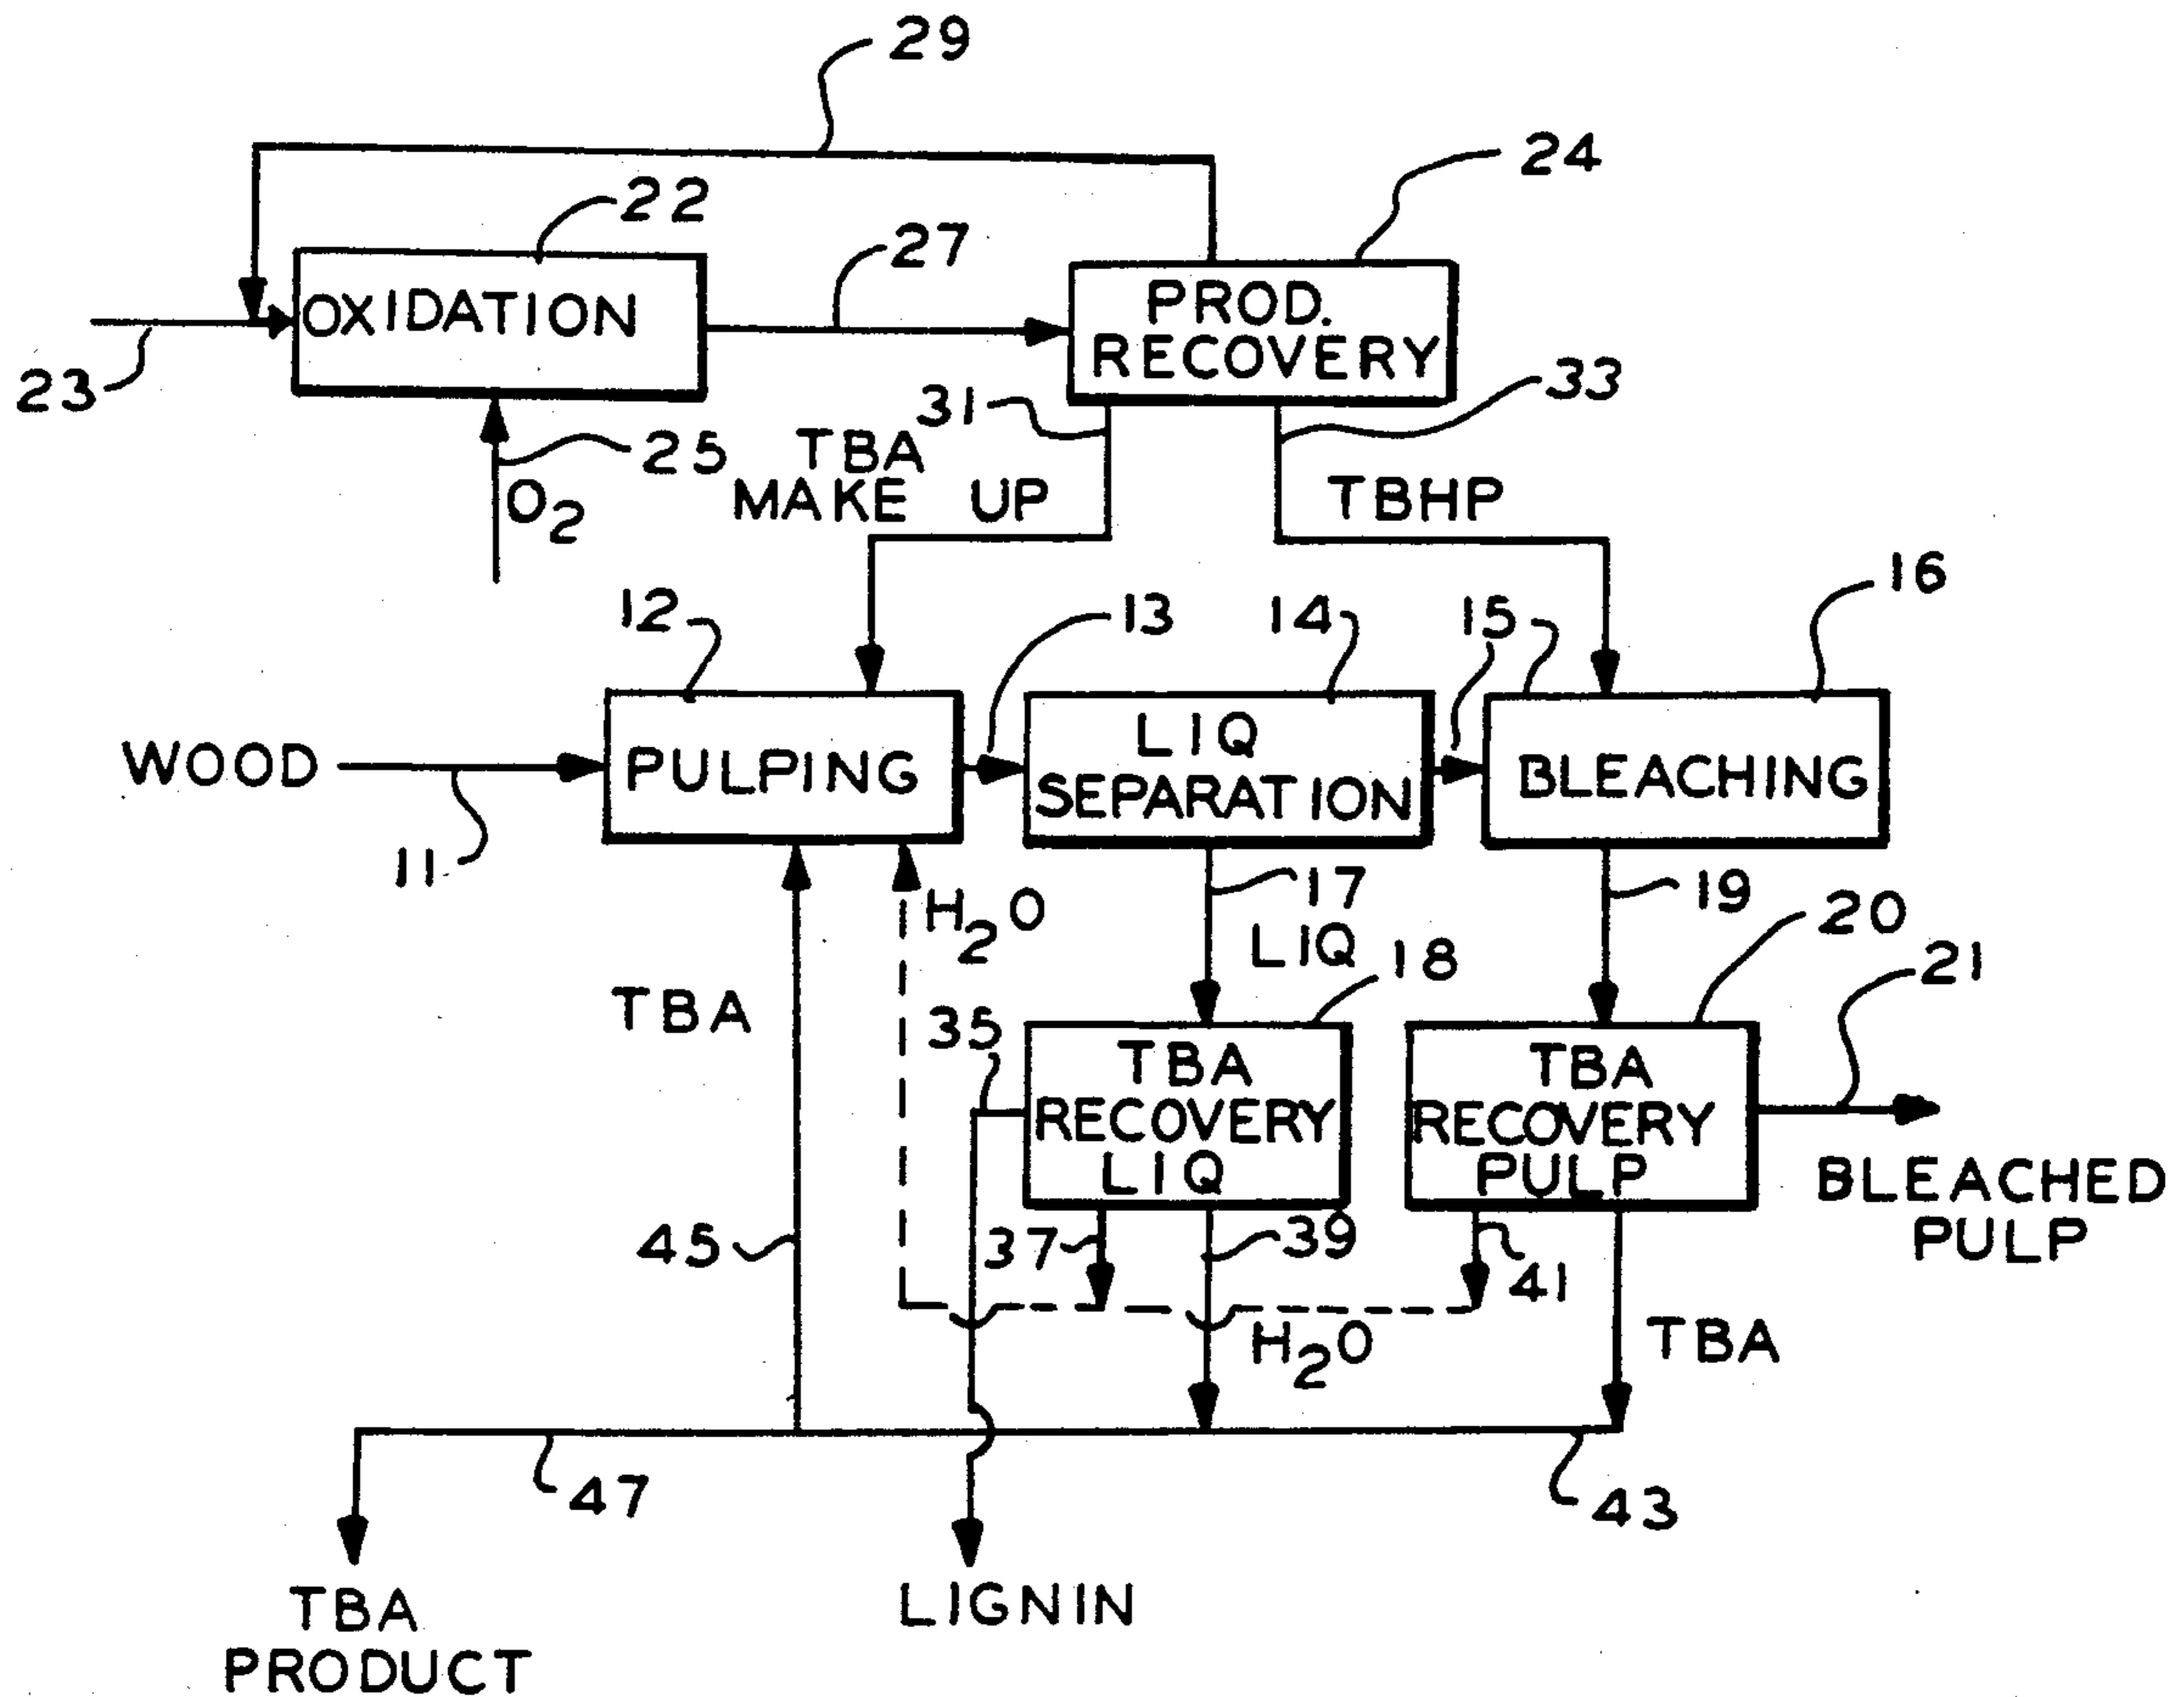 29
24
22
27
OXIDATION
PROD.
RECOVERY
23
31
33
25
TBA
MAKE UP
O2
TBHP
12
13
14
15
16
WOOD
PULPING
LIQ
SEPARATION
BLEACHING
11
H2O
17
LIQ
18
19
20
21
TBA
35
TBA
RECOVERY
LIQ
TBA
RECOVERY
PULP
BLEACHED
PULP
45
37
39
41
H2O
TBA
47
43
TBA
PRODUCT
LIGNIN